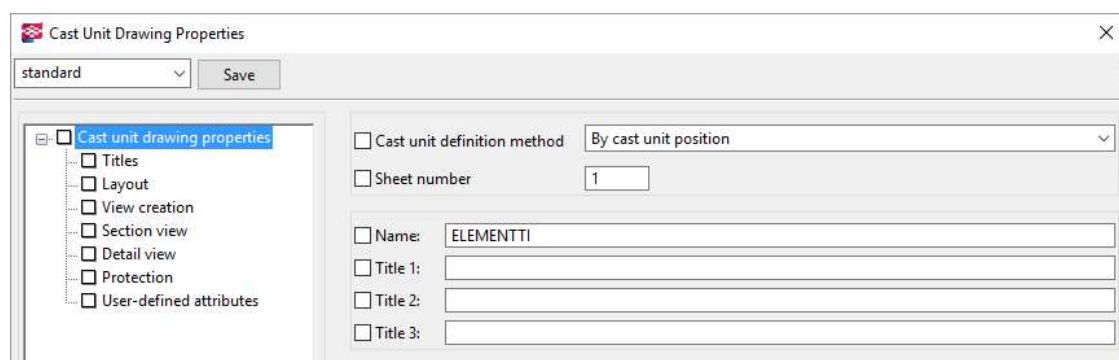 Cast Unit Drawing Properties
standard
Save
Cast unit drawing properties
Titles
Layout
View creation
Section view
Detail view
Protection
User-defined attributes
Cast unit definition method By cast unit position
Sheet number 1
Name: ELEMENTTI
Title 1:
Title 2:
Title 3: